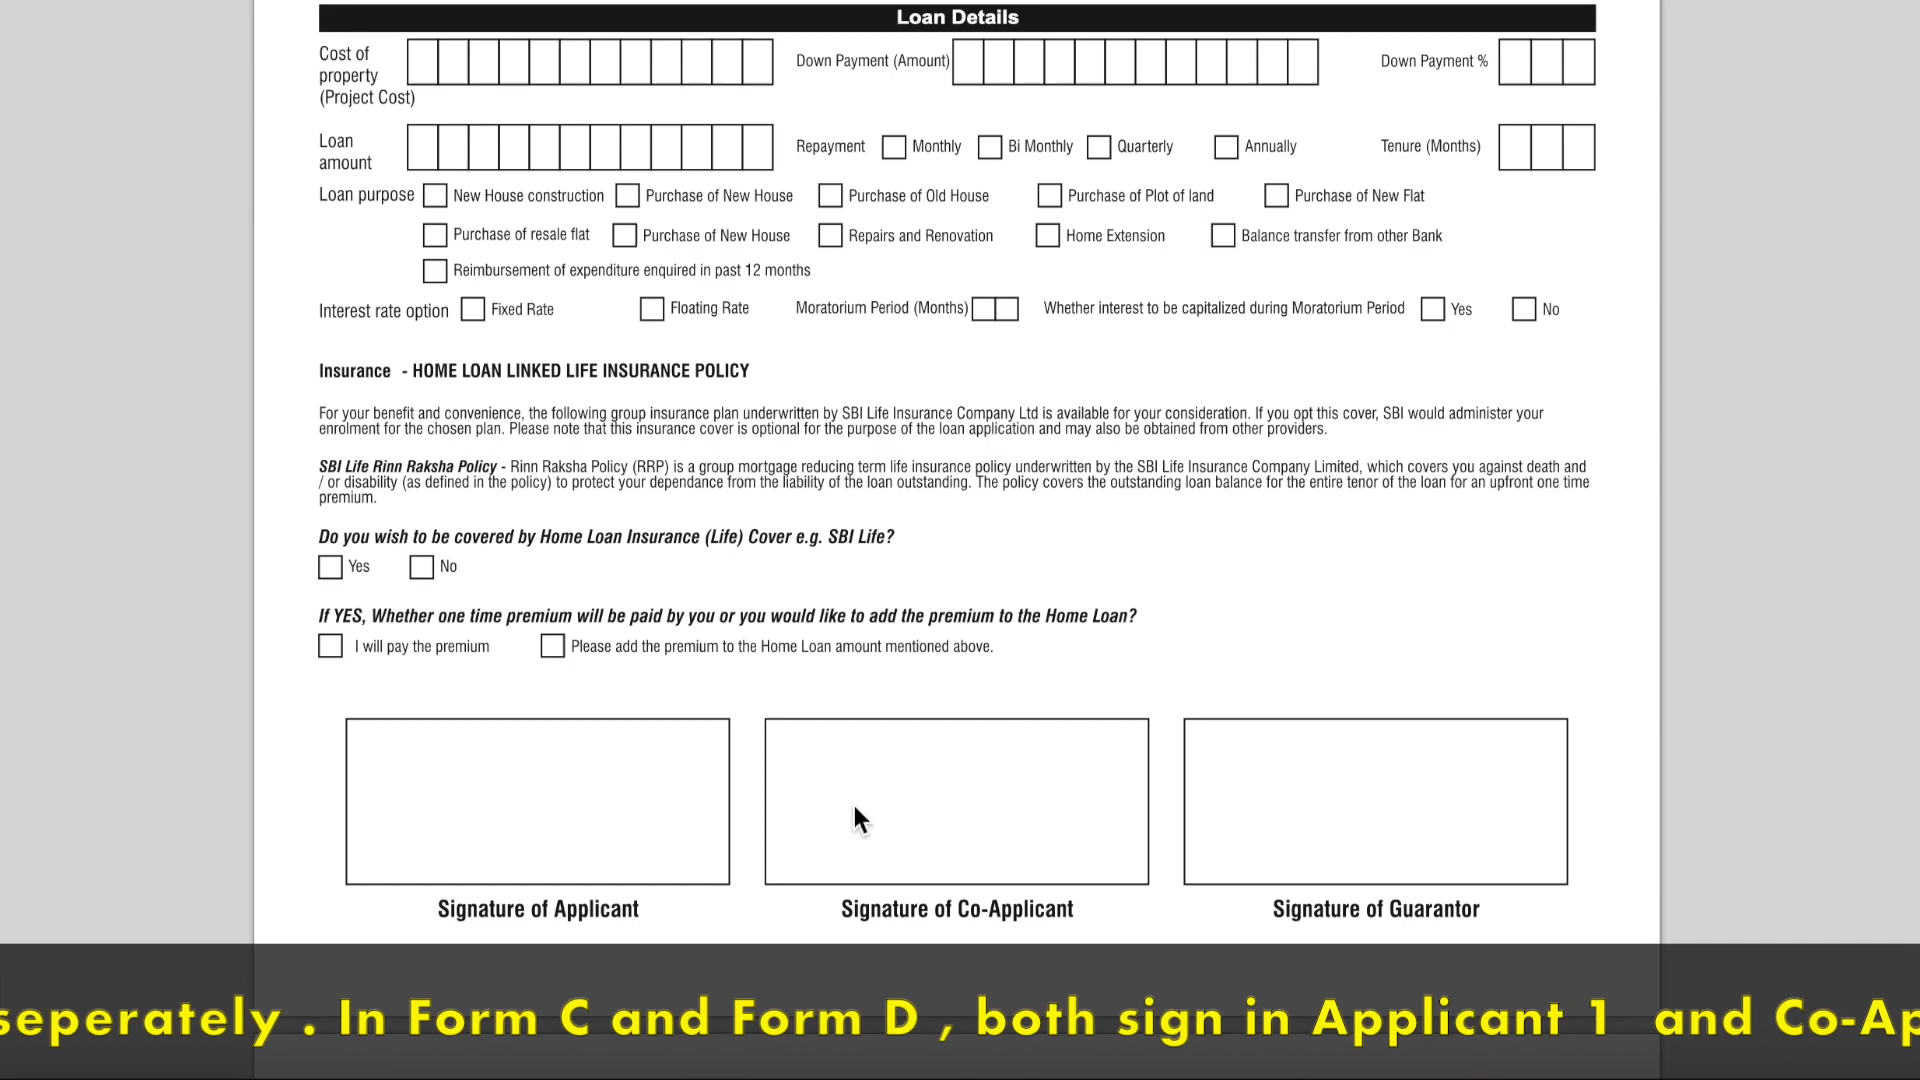 Loan Details
Cost of property (Project Cost) Down Payment (Amount) Down Payment %
Loan amount Repayment Monthly Bi Monthly Quarterly Annually Tenure (Months)
Loan purpose New House construction Purchase of New House Purchase of Old House Purchase of Plot of land Purchase of New Flat
Purchase of resale flat Purchase of New House Repairs and Renovation Home Extension Balance transfer from other Bank
Reimbursement of expenditure enquired in past 12 months
Interest rate option Fixed Rate Floating Rate Moratorium Period (Months) Whether interest to be capitalized during Moratorium Period Yes No
Insurance - HOME LOAN LINKED LIFE INSURANCE POLICY
For your benefit and convenience, the following group insurance plan underwritten by SBI Life Insurance Company Ltd is available for your consideration. If you opt this cover, SBI would administer your
enrolment for the chosen plan. Please note that this insurance cover is optional for the purpose of the loan application and may also be obtained from other providers.
SBI Life Rinn Raksha Policy - Rinn Raksha Policy (RRP) is a group mortgage reducing term life insurance policy underwritten by the SBI Life Insurance Company Limited, which covers you against death and
/ or disability (as defined in the policy) to protect your dependance from the liability of the loan outstanding. The policy covers the outstanding loan balance for the entire tenor of the loan for an upfront one time
premium.
Do you wish to be covered by Home Loan Insurance (Life) Cover e.g. SBI Life?
Yes No
If YES, Whether one time premium will be paid by you or you would like to add the premium to the Home Loan?
I will pay the premium Please add the premium to the Home Loan amount mentioned above.
Signature of Applicant Signature of Co-Applicant Signature of Guarantor
seperately . In Form C and Form D , both sign in Applicant 1 and Co-Ap